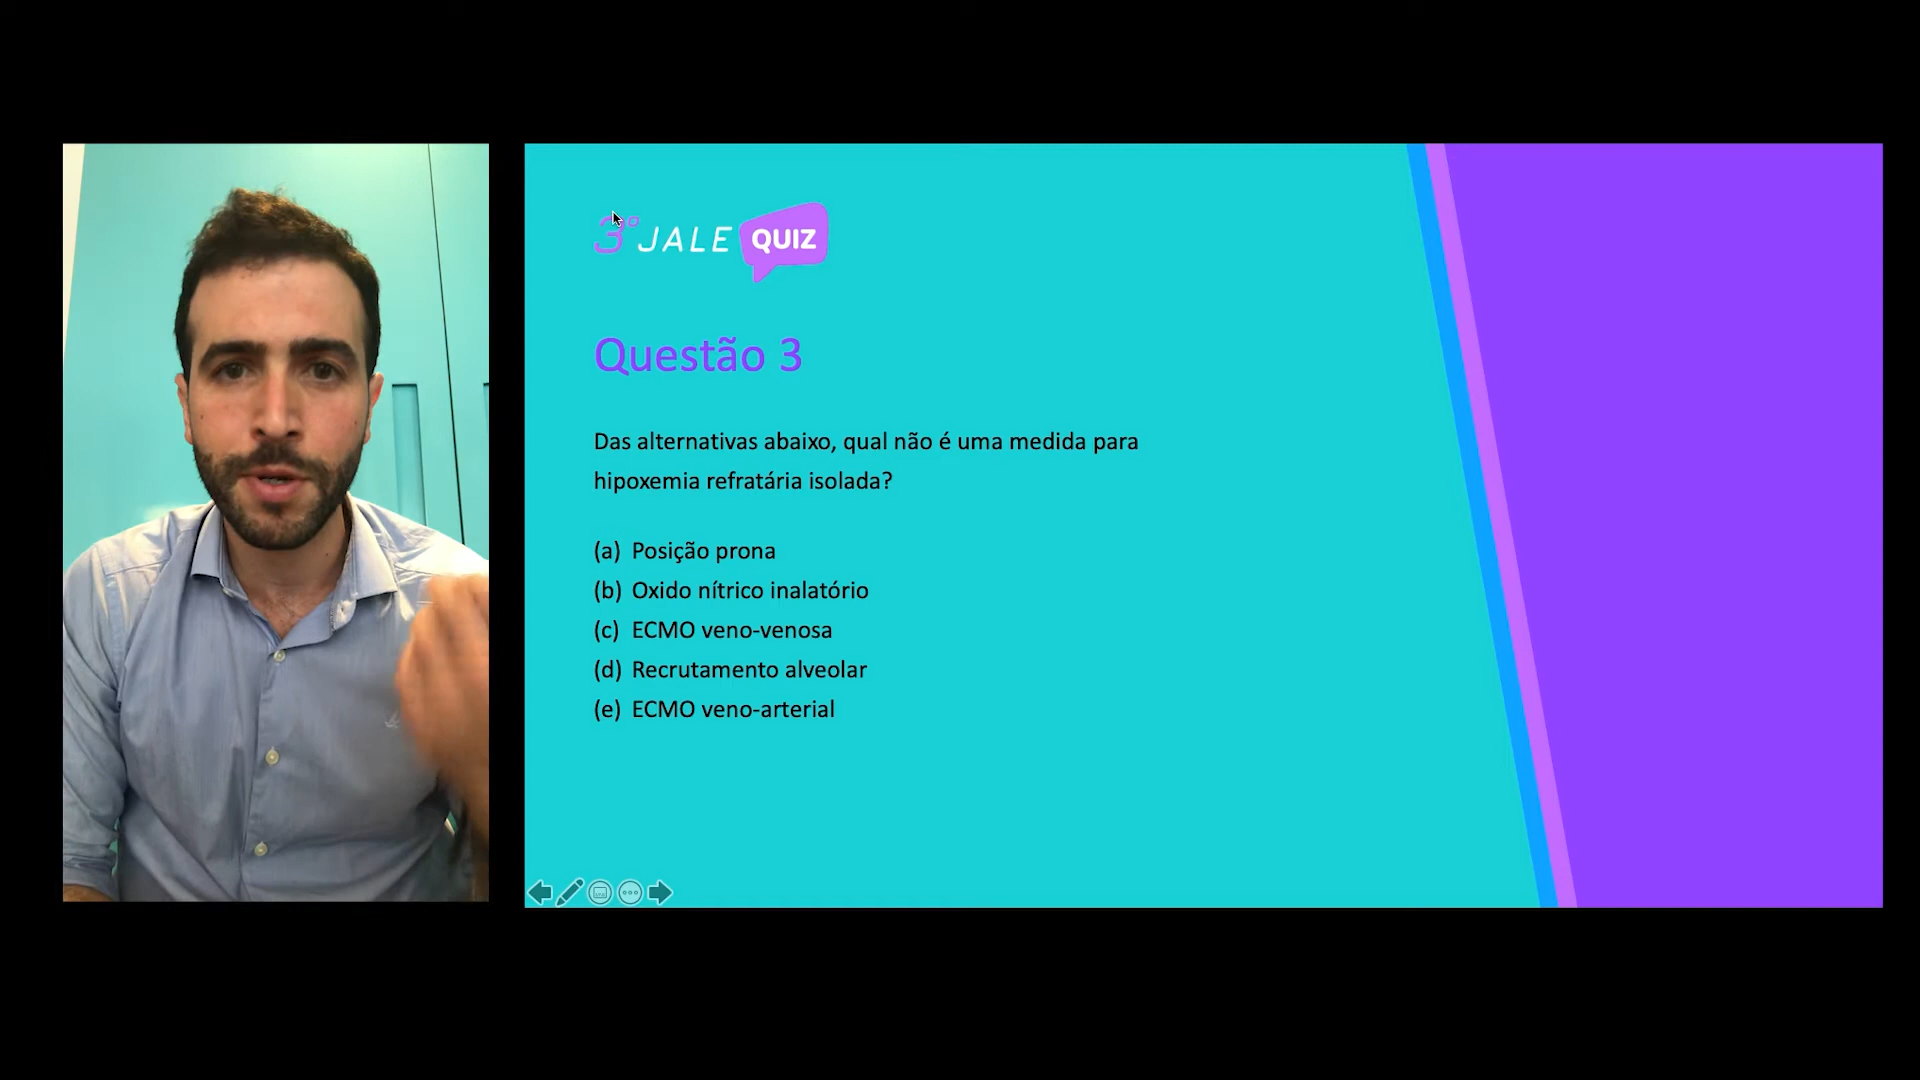 3º JALE QUIZ
Questão 3
Das alternativas abaixo, qual não é uma medida para
hipoxemia refratária isolada?
(a) Posição prona
(b) Oxido nítrico inalatório
(c) ECMO veno-venosa
(d) Recrutamento alveolar
(e) ECMO veno-arterial